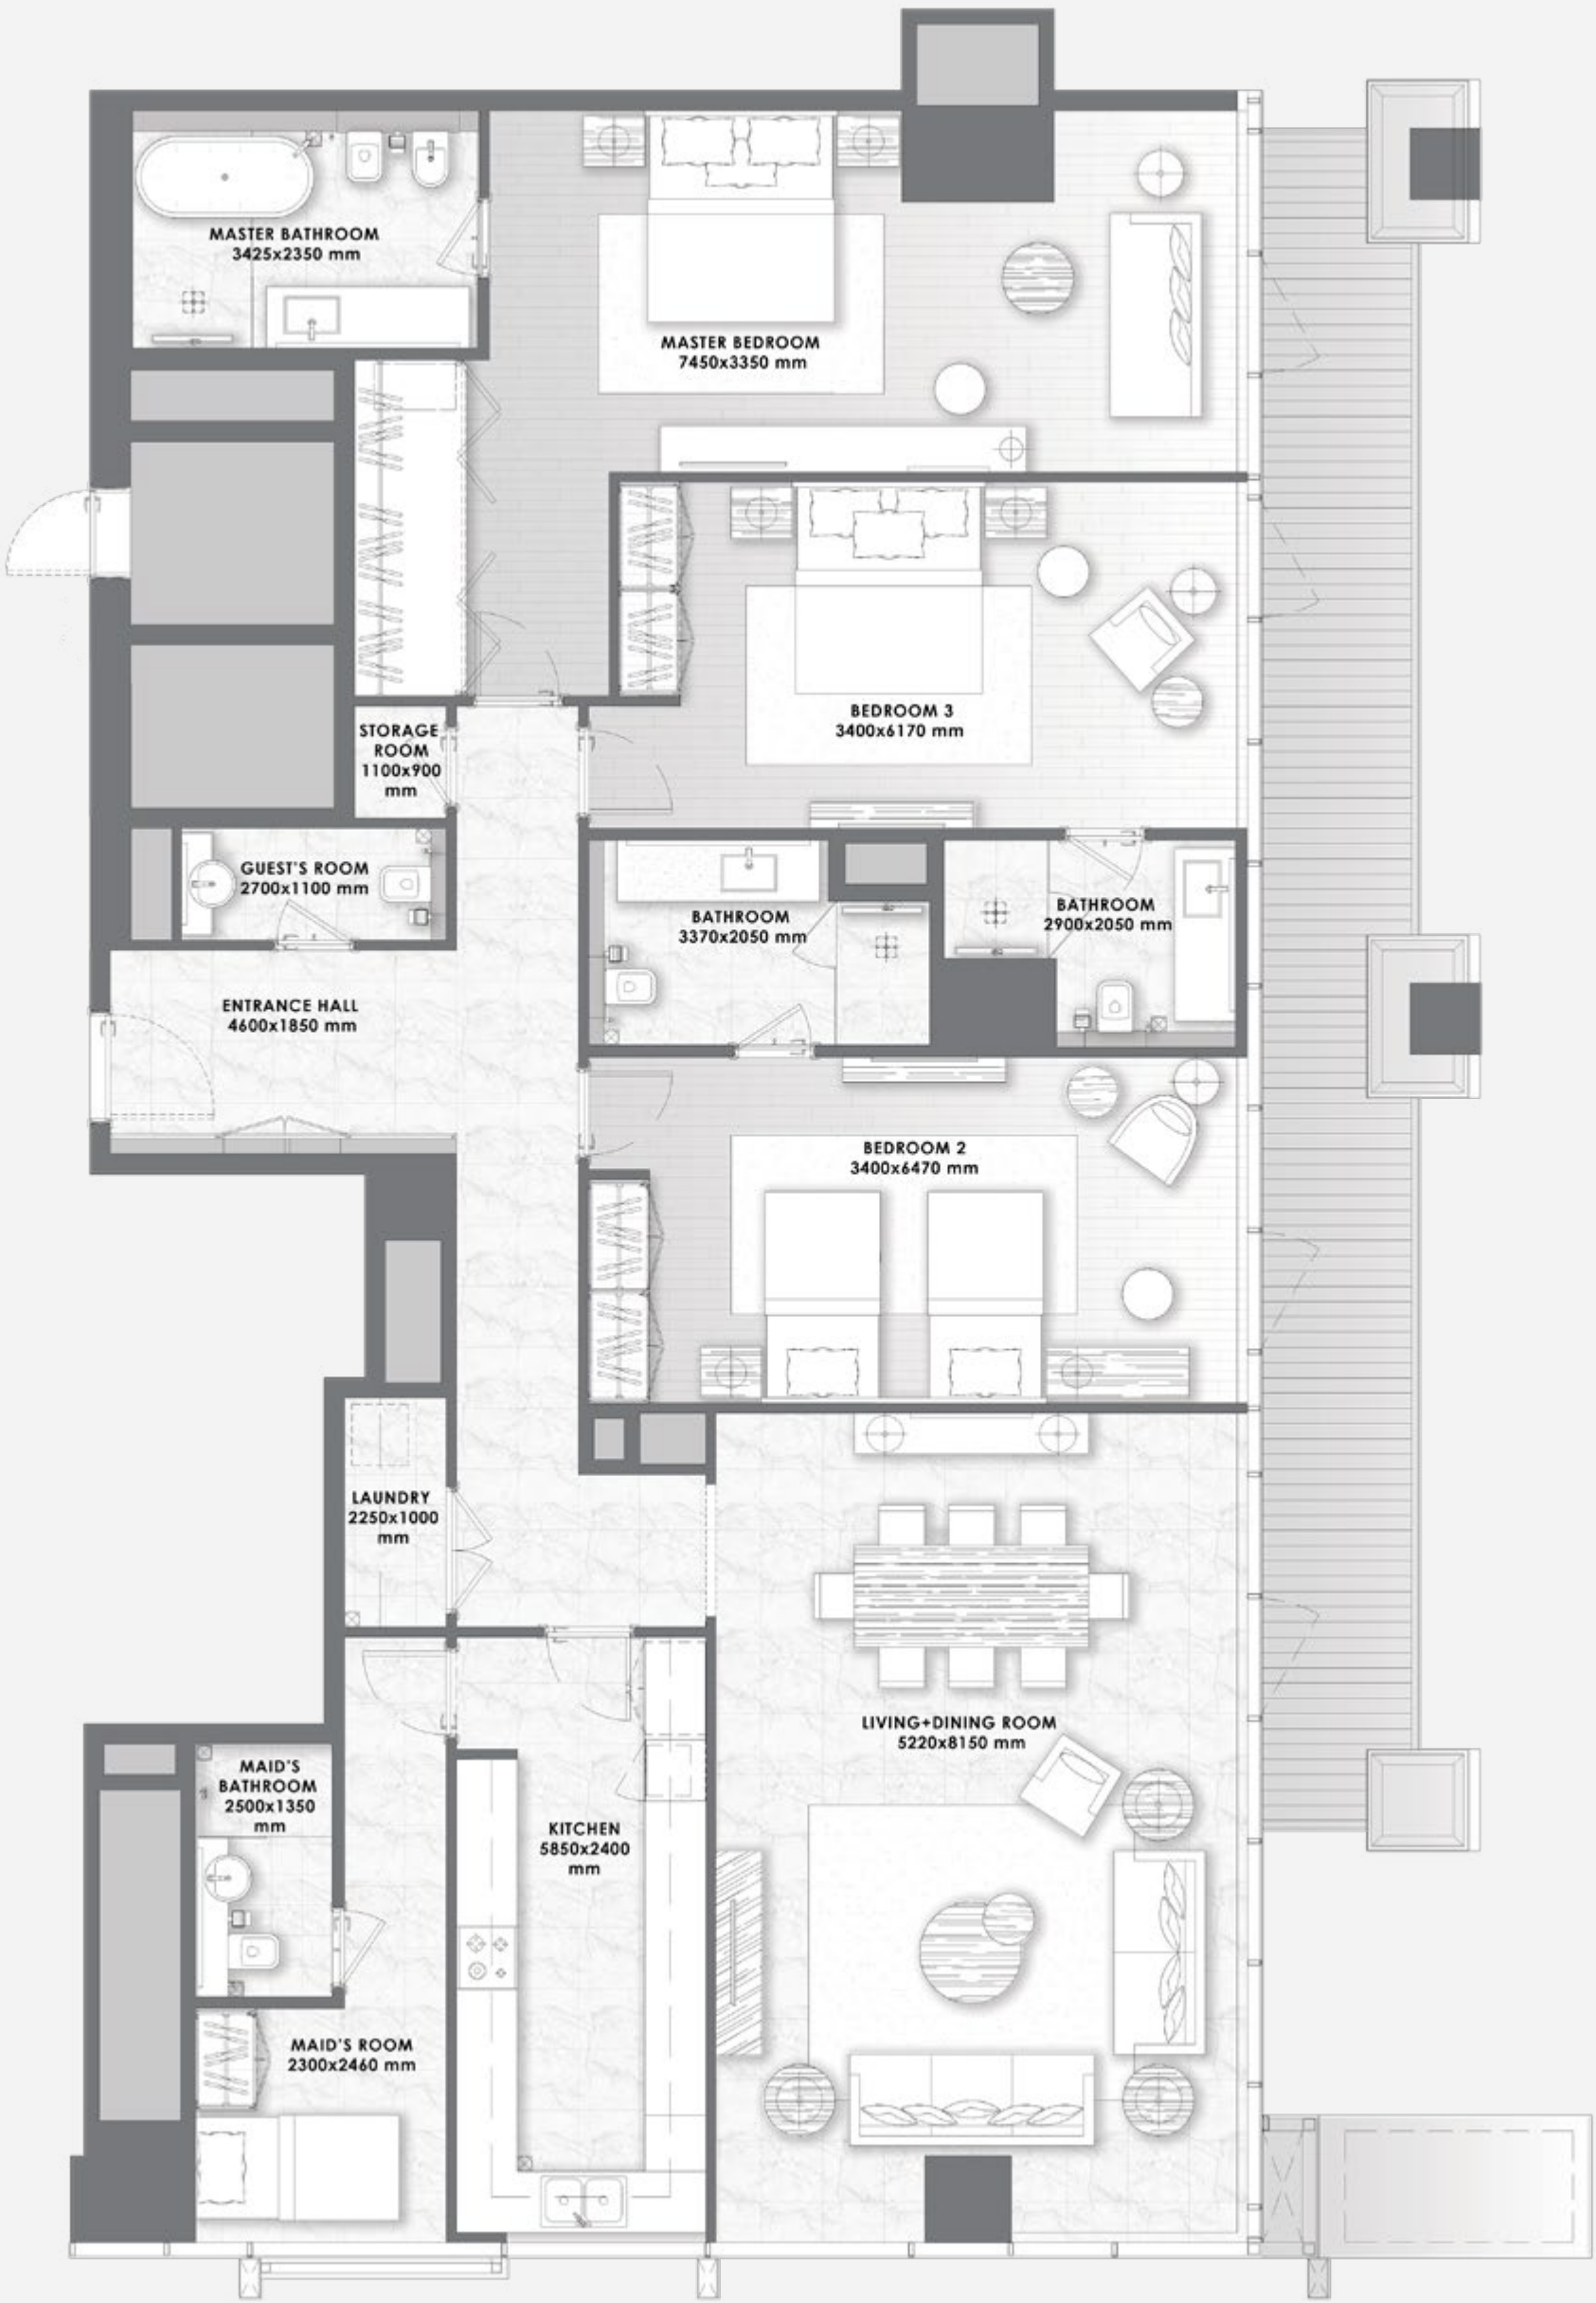 MASTER BATHROOM
3425x2350 mm
MASTER BEDROOM
7450x3350 mm
BEDROOM 3
3400x6170 mm
STORAGE
ROOM
1100x900
mm
GUEST'S ROOM
2700x1100 mm
BATHROOM
3370x2050 mm
BATHROOM
2900x2050 mm
ENTRANCE HALL
4600x1850 mm
BEDROOM 2
3400x6470 mm
LAUNDRY
2250x1000
mm
LIVING+DINING ROOM
5220x8150 mm
MAID'S
BATHROOM
2500x1350
mm
KITCHEN
5850x2400
mm
MAID'S ROOM
2300x2460 mm